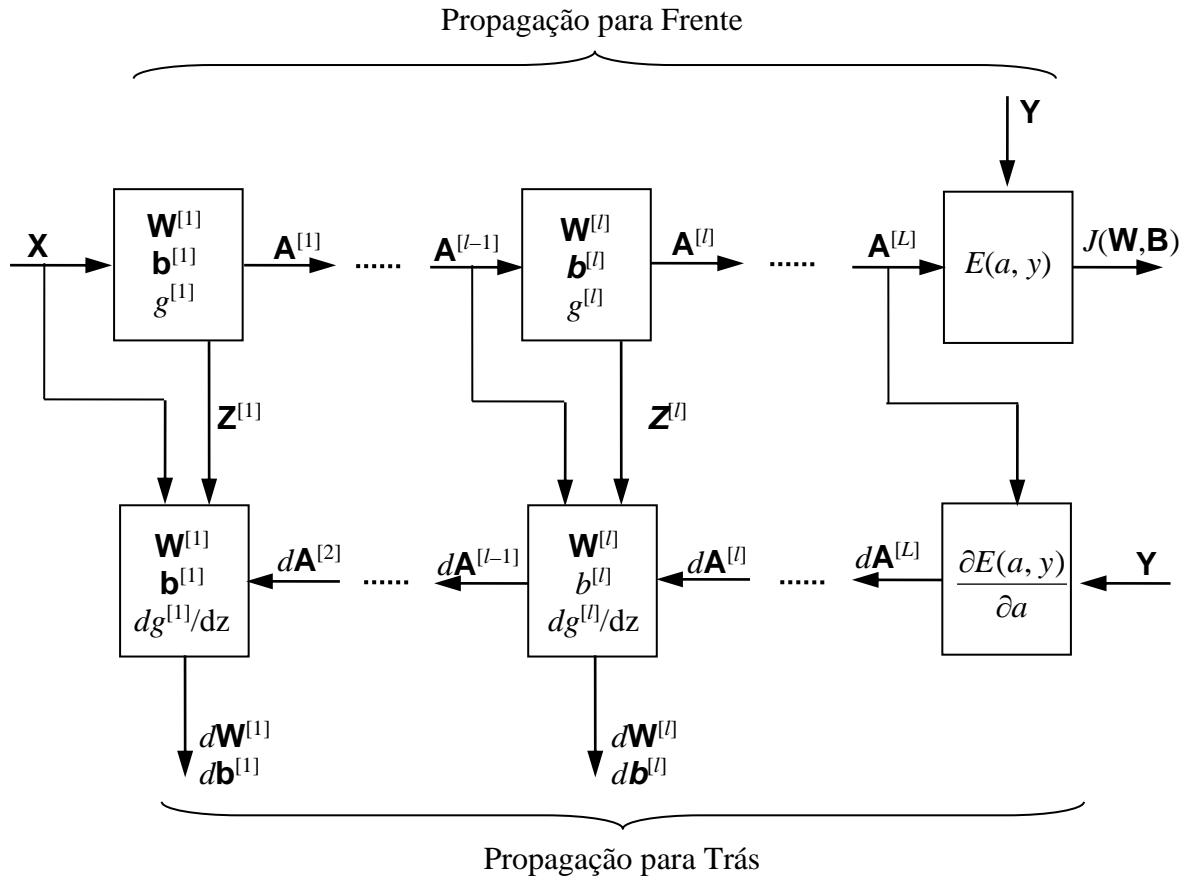 Propagação para Frente
Y
X
W[1]
b[1]
g[1]
A[1]
......
A[l–1]
W[l]
b[l]
g[l]
A[l]
......
A[L]
E(a, y)
J(W,B)
Z[1]
Z[l]
W[1]
b[1]
dg[1]/dz
dA[2]
......
dA[l–1]
W[l]
b[l]
dg[l]/dz
dA[l]
......
dA[L]
∂E(a, y)
∂a
Y
dW[1]
db[1]
dW[l]
db[l]
Propagação para Trás